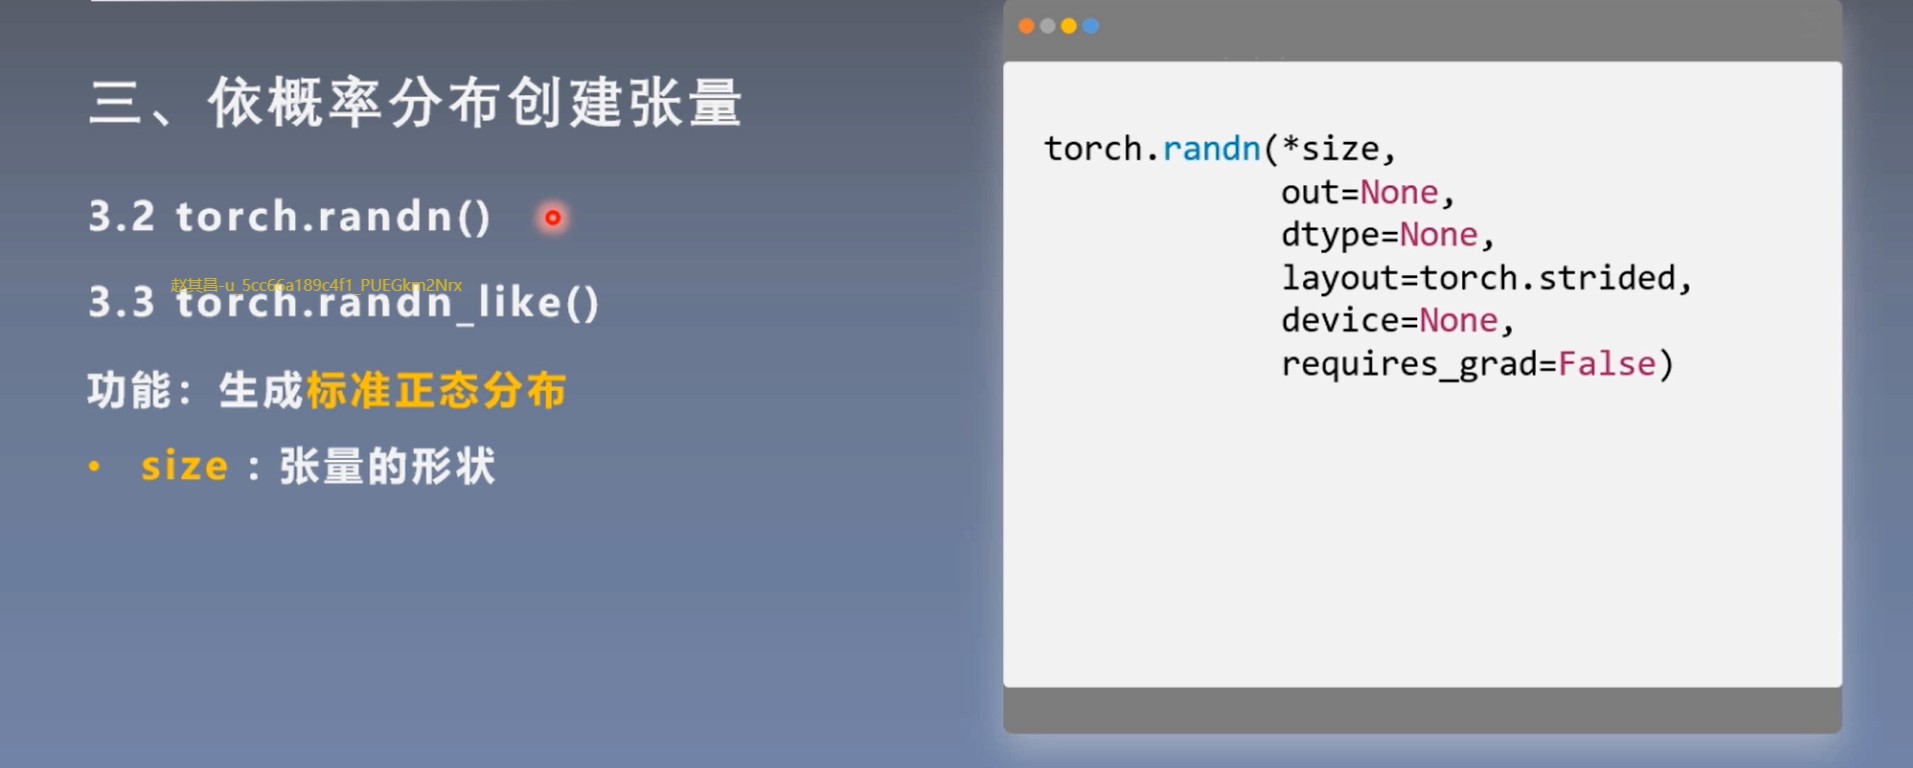 三、依概率分布创建张量
3.2 torch.randn()
赵其昌-u_5cc66a189c4f1_PUEGkm2Nrx
3.3 torch.randn_like()
功能：生成标准正态分布
• size：张量的形状
torch.randn(*size,
out=None,
dtype=None,
layout=torch.strided,
device=None,
requires_grad=False)